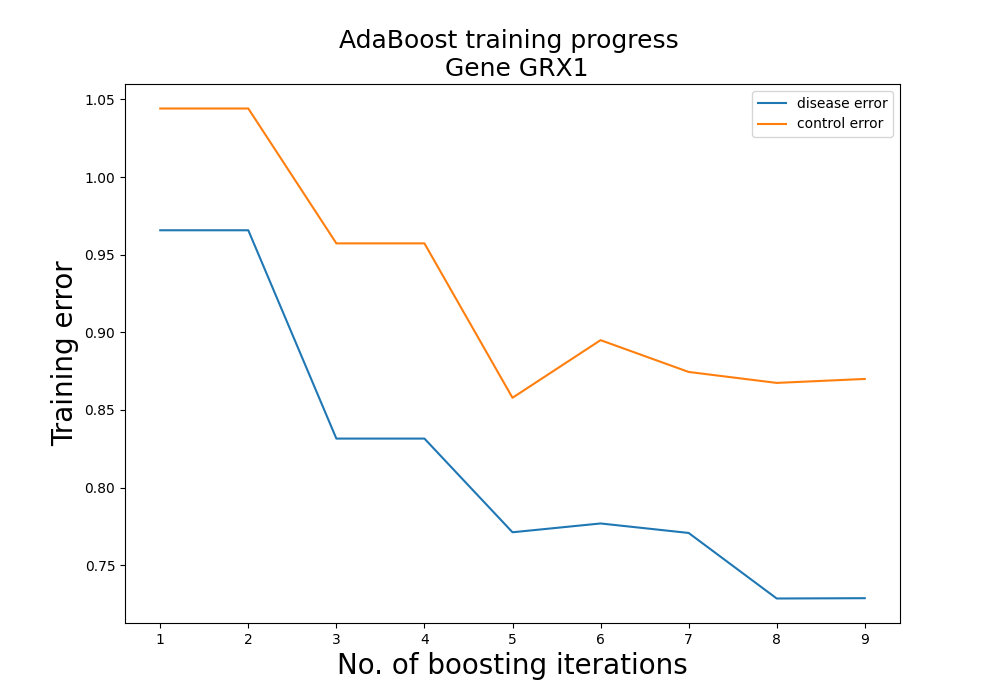 AdaBoost training progress
Gene GRX1
disease error
control error
Training error
1.05
1.00
0.95
0.90
0.85
0.80
0.75
1 2 3 4 5 6 7 8 9
No. of boosting iterations